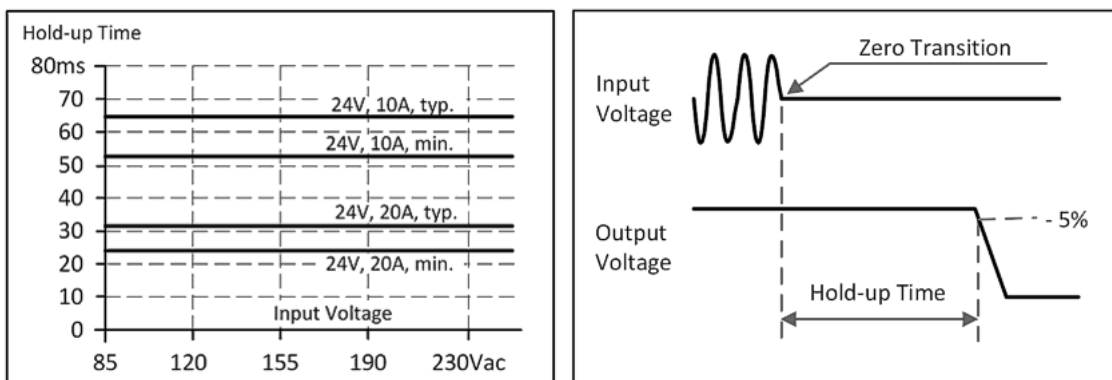 Hold-up Time
80ms
70
60
50
40
30
20
10
0
24V, 10A, typ.
24V, 10A, min.
24V, 20A, typ.
24V, 20A, min.
Input Voltage
85 120 155 190 230Vac
Zero Transition
Input
Voltage
Output
Voltage
- 5%
Hold-up Time